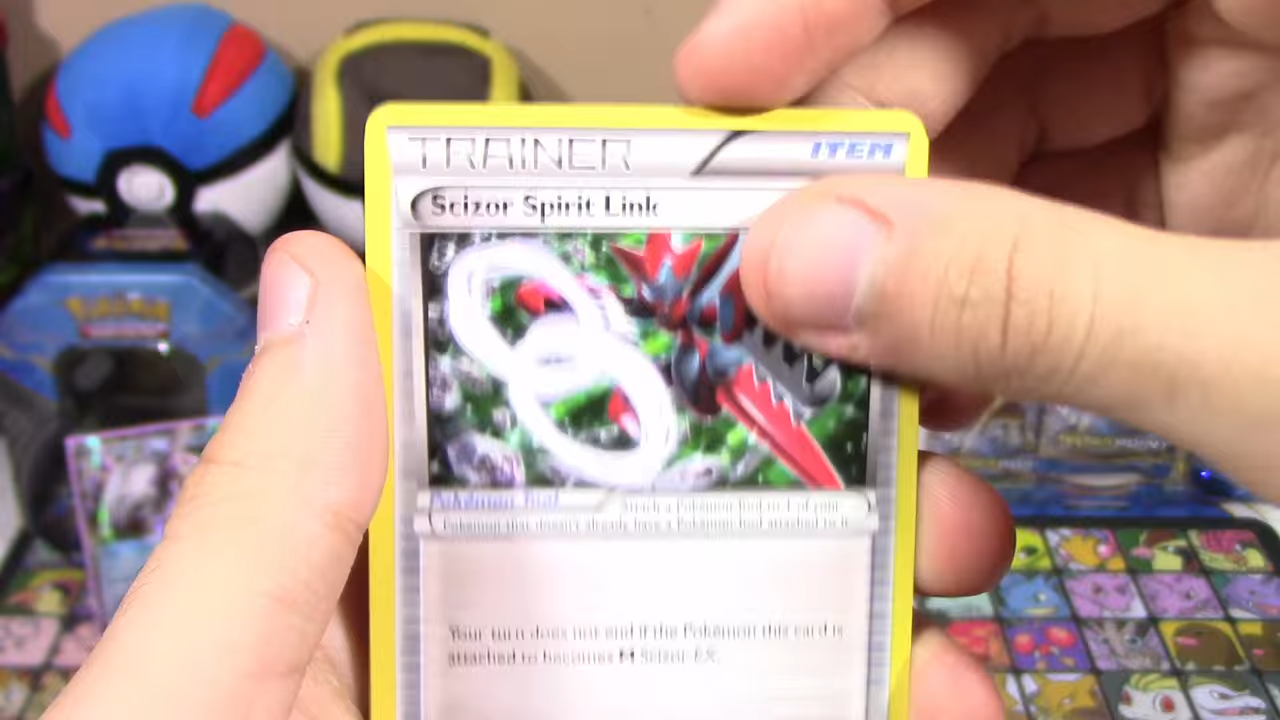 TRAINER
ITEM
Scizor Spirit Link
Pokémon Tool
Attach a Pokémon Tool to 1 of your
Pokémon that doesn't already have a Pokémon Tool attached to it.
Your turn does not end if the Pokémon this card is
attached to becomes M Scizor-EX.